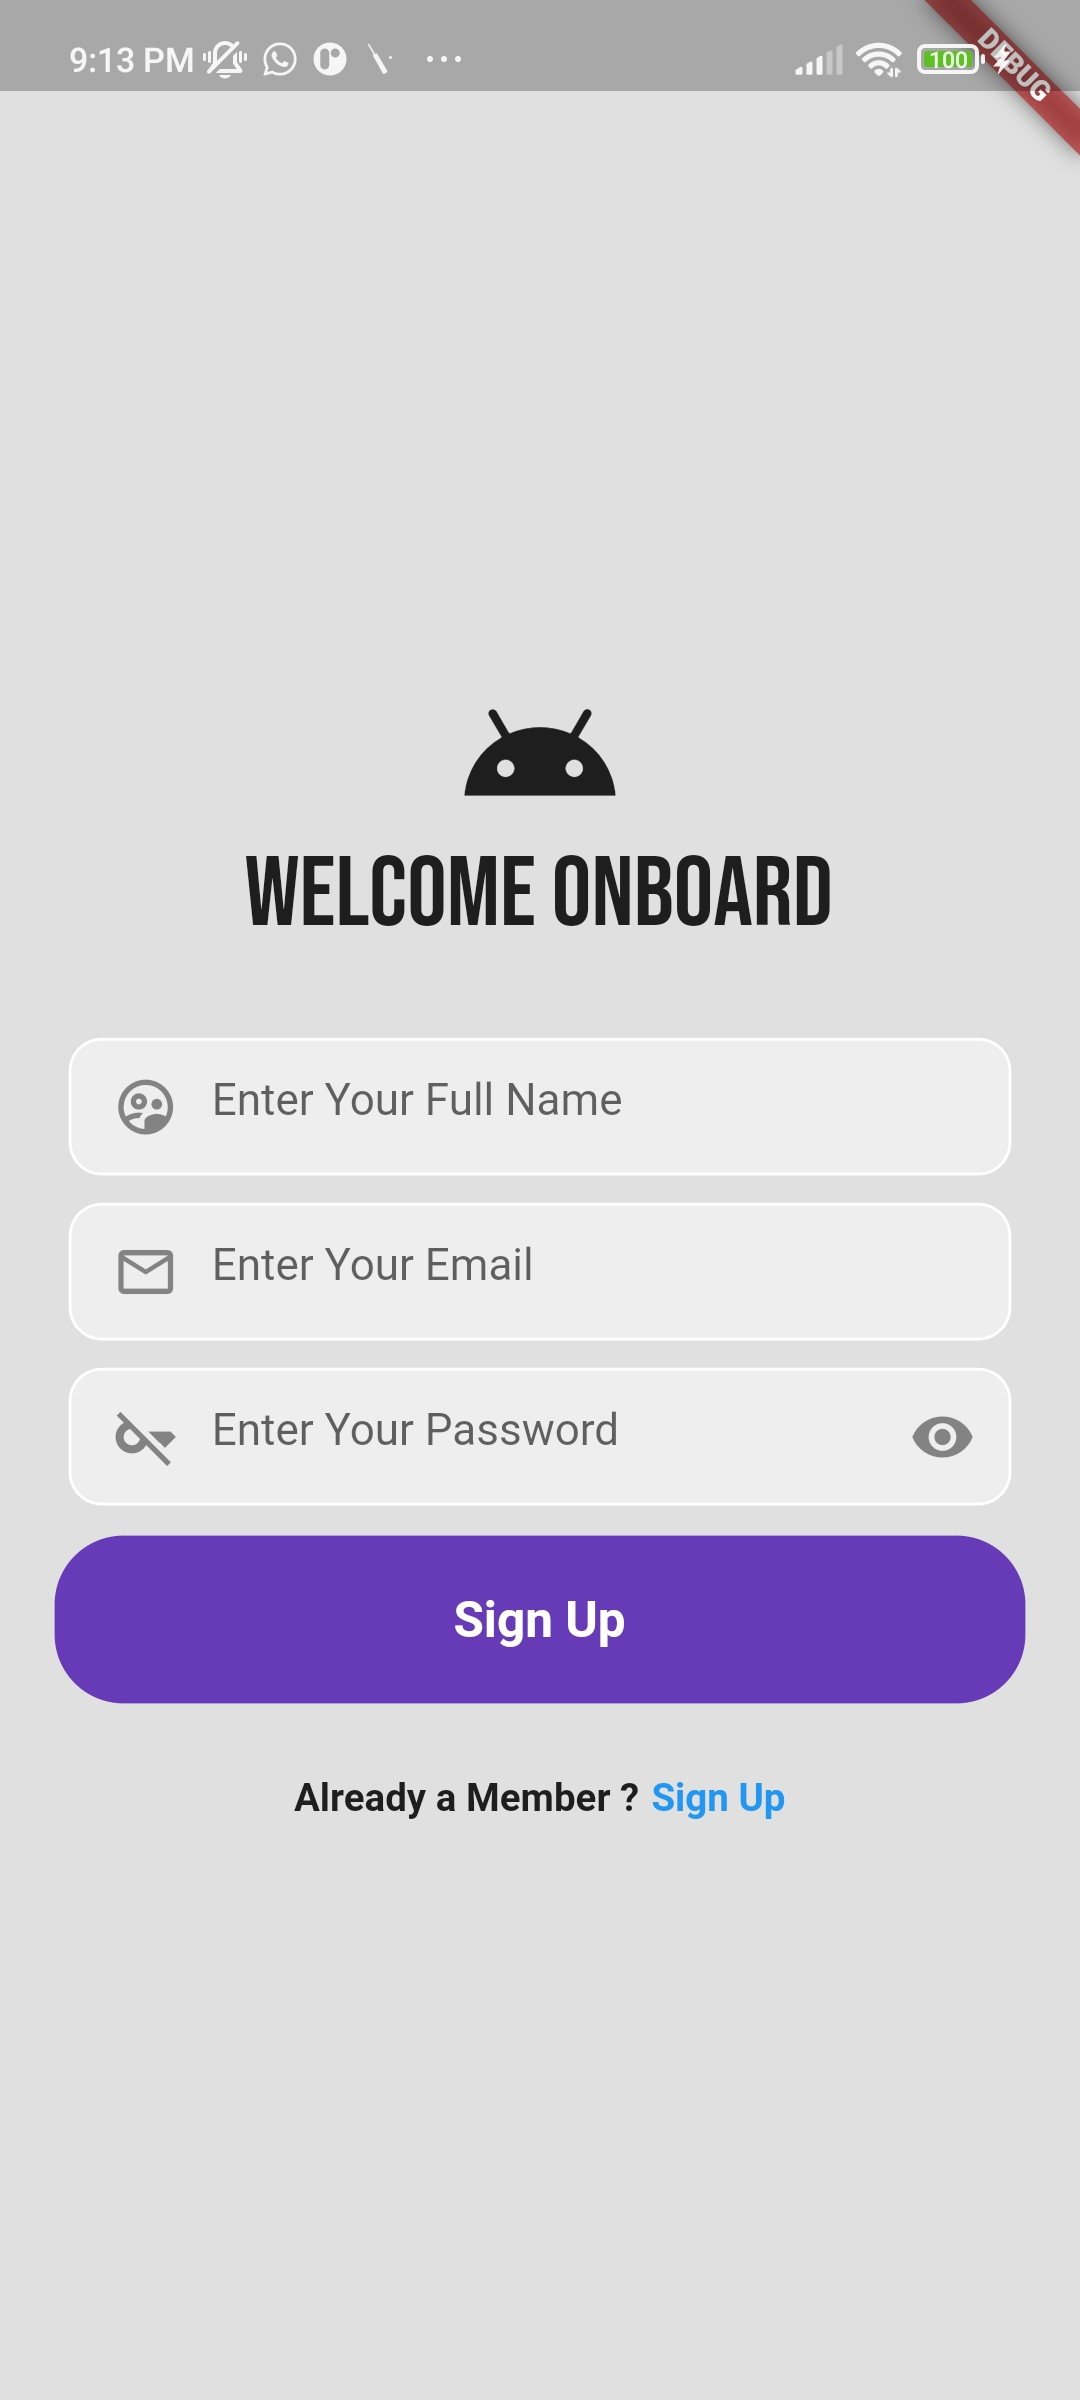 9:13 PM
100
DEBUG
WELCOME ONBOARD
Enter Your Full Name
Enter Your Email
Enter Your Password
Sign Up
Already a Member ? Sign Up